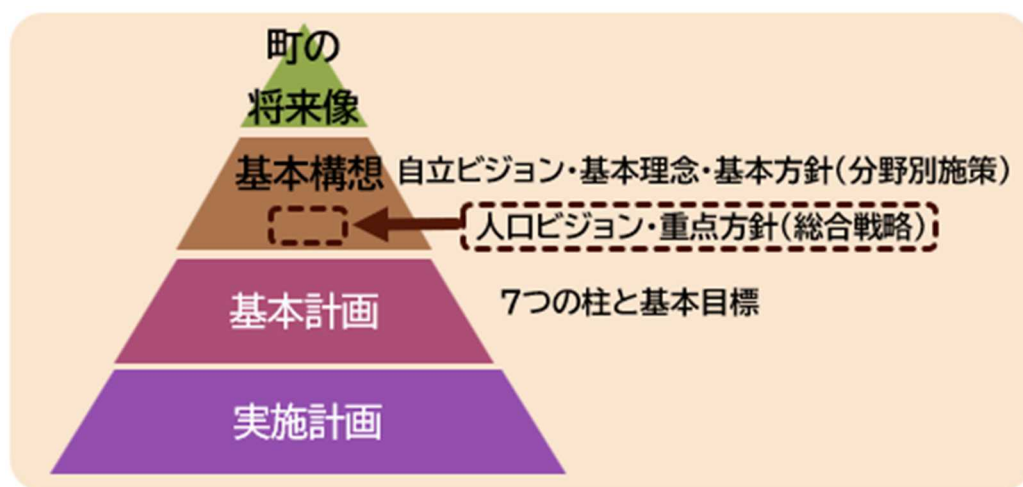 町の
将来像
基本構想
自立ビジョン・基本理念・基本方針(分野別施策)
人口ビジョン・重点方針(総合戦略)
基本計画
7つの柱と基本目標
実施計画